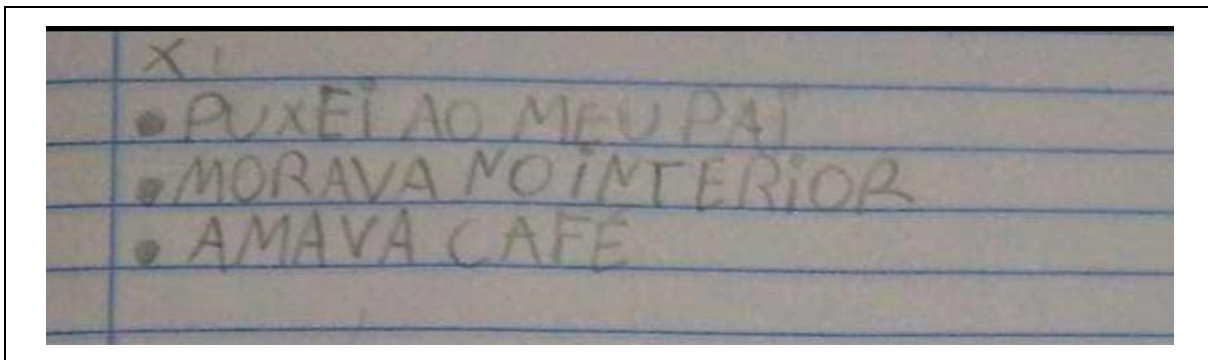 X.
• PUXEI AO MEU PAI
• MORAVA NO INTERIOR
• AMAVA CAFÉ